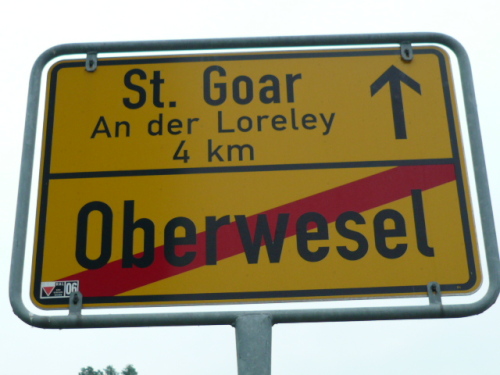 St. Goar
An der Loreley
4 km
Oberwesel
06